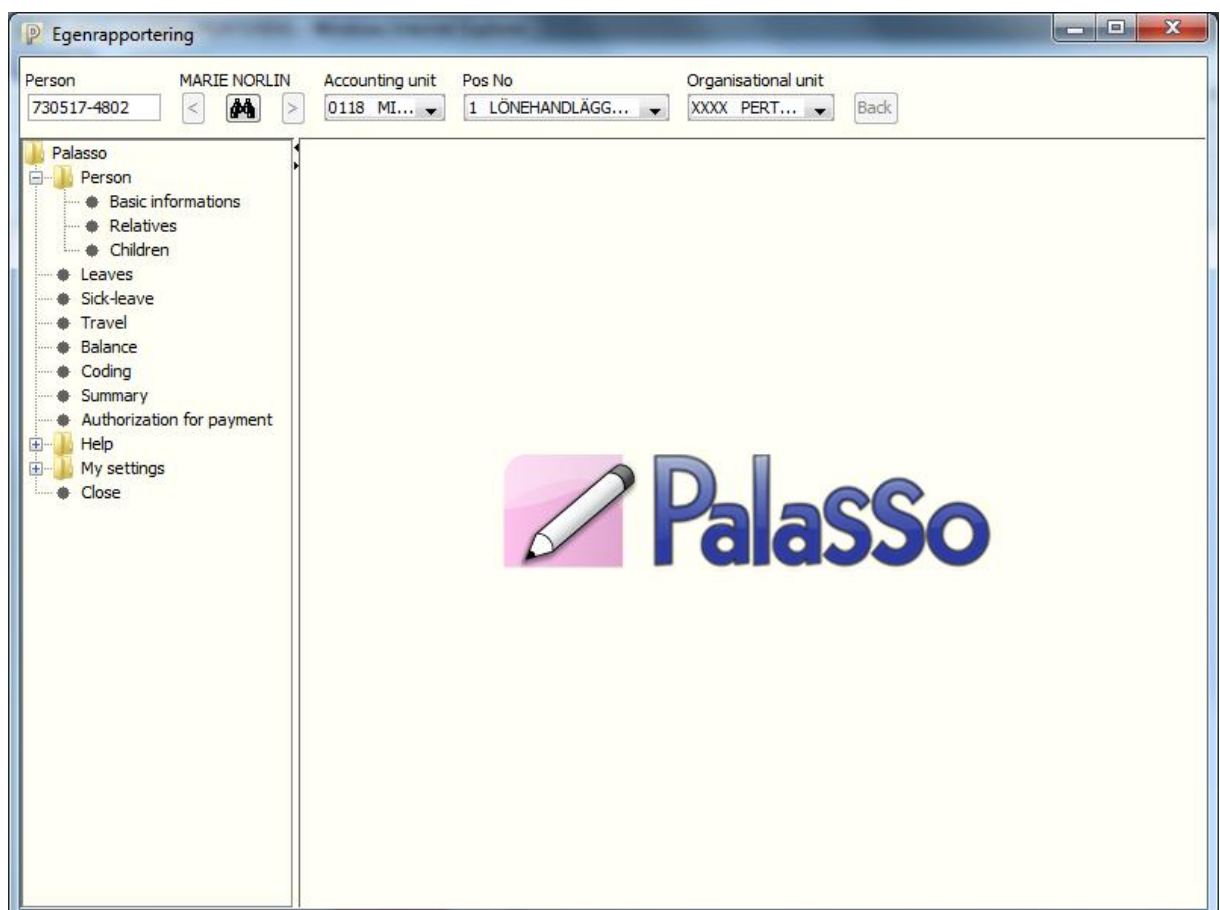 Egenrapportering
Person MARIE NORLIN Accounting unit Pos No Organisational unit
730517-4802 < > 0118 MI... 1 LÖNEHANDLÄGG... XXXX PERT... Back
Palasso
Person
Basic informations
Relatives
Children
Leaves
Sick-leave
Travel
Balance
Coding
Summary
Authorization for payment
Help
My settings
Close
PalaSSo